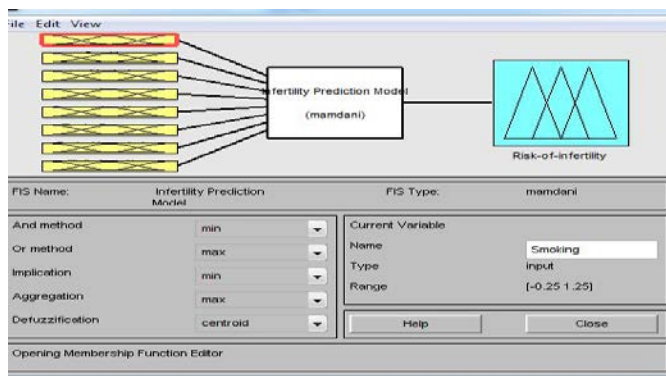 File Edit View
Infertility Prediction Model
(mamdani)
Risk-of-infertility
FIS Name: Infertility Prediction Model FIS Type: mamdani
And method min
Or method max
Implication min
Aggregation max
Defuzzification centroid
Current Variable
Name Smoking
Type input
Range [-0.25 1.25]
Help Close
Opening Membership Function Editor